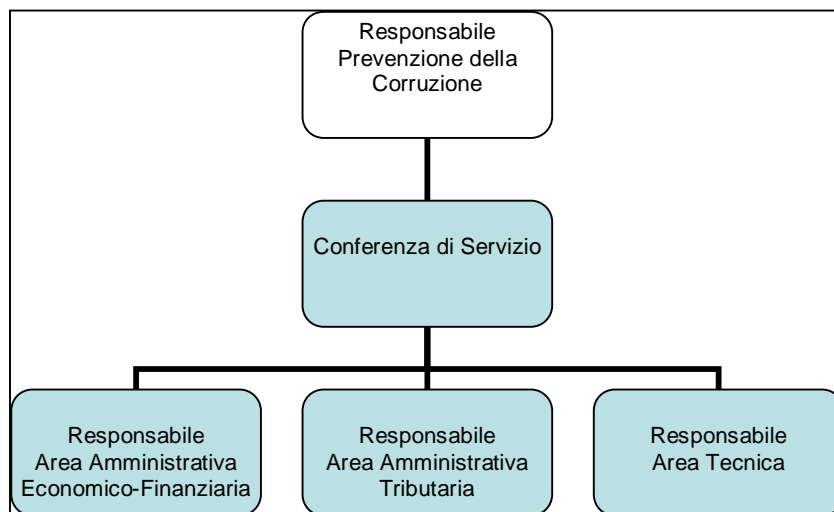 Responsabile
Prevenzione della
Corruzione
Conferenza di Servizio
Responsabile
Area Amministrativa
Economico-Finanziaria
Responsabile
Area Amministrativa
Tributaria
Responsabile
Area Tecnica